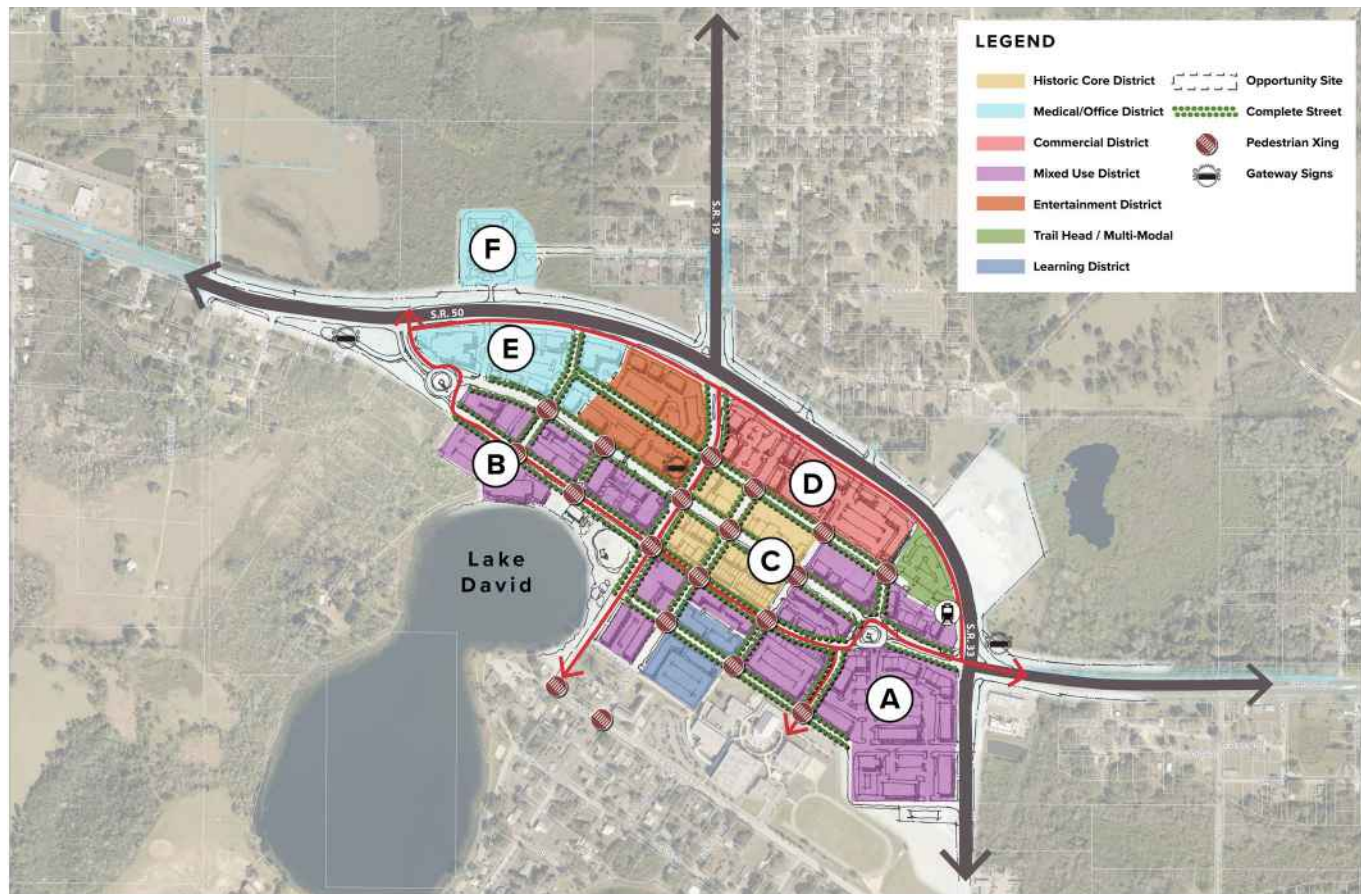 LEGEND
Historic Core District
Opportunity Site
Medical/Office District
Complete Street
Commercial District
Pedestrian Xing
Mixed Use District
Gateway Signs
Entertainment District
Trail Head / Multi-Modal
Learning District
S.R. 19
F
S.R. 50
E
B
D
Lake
David
C
S.R. 33
A